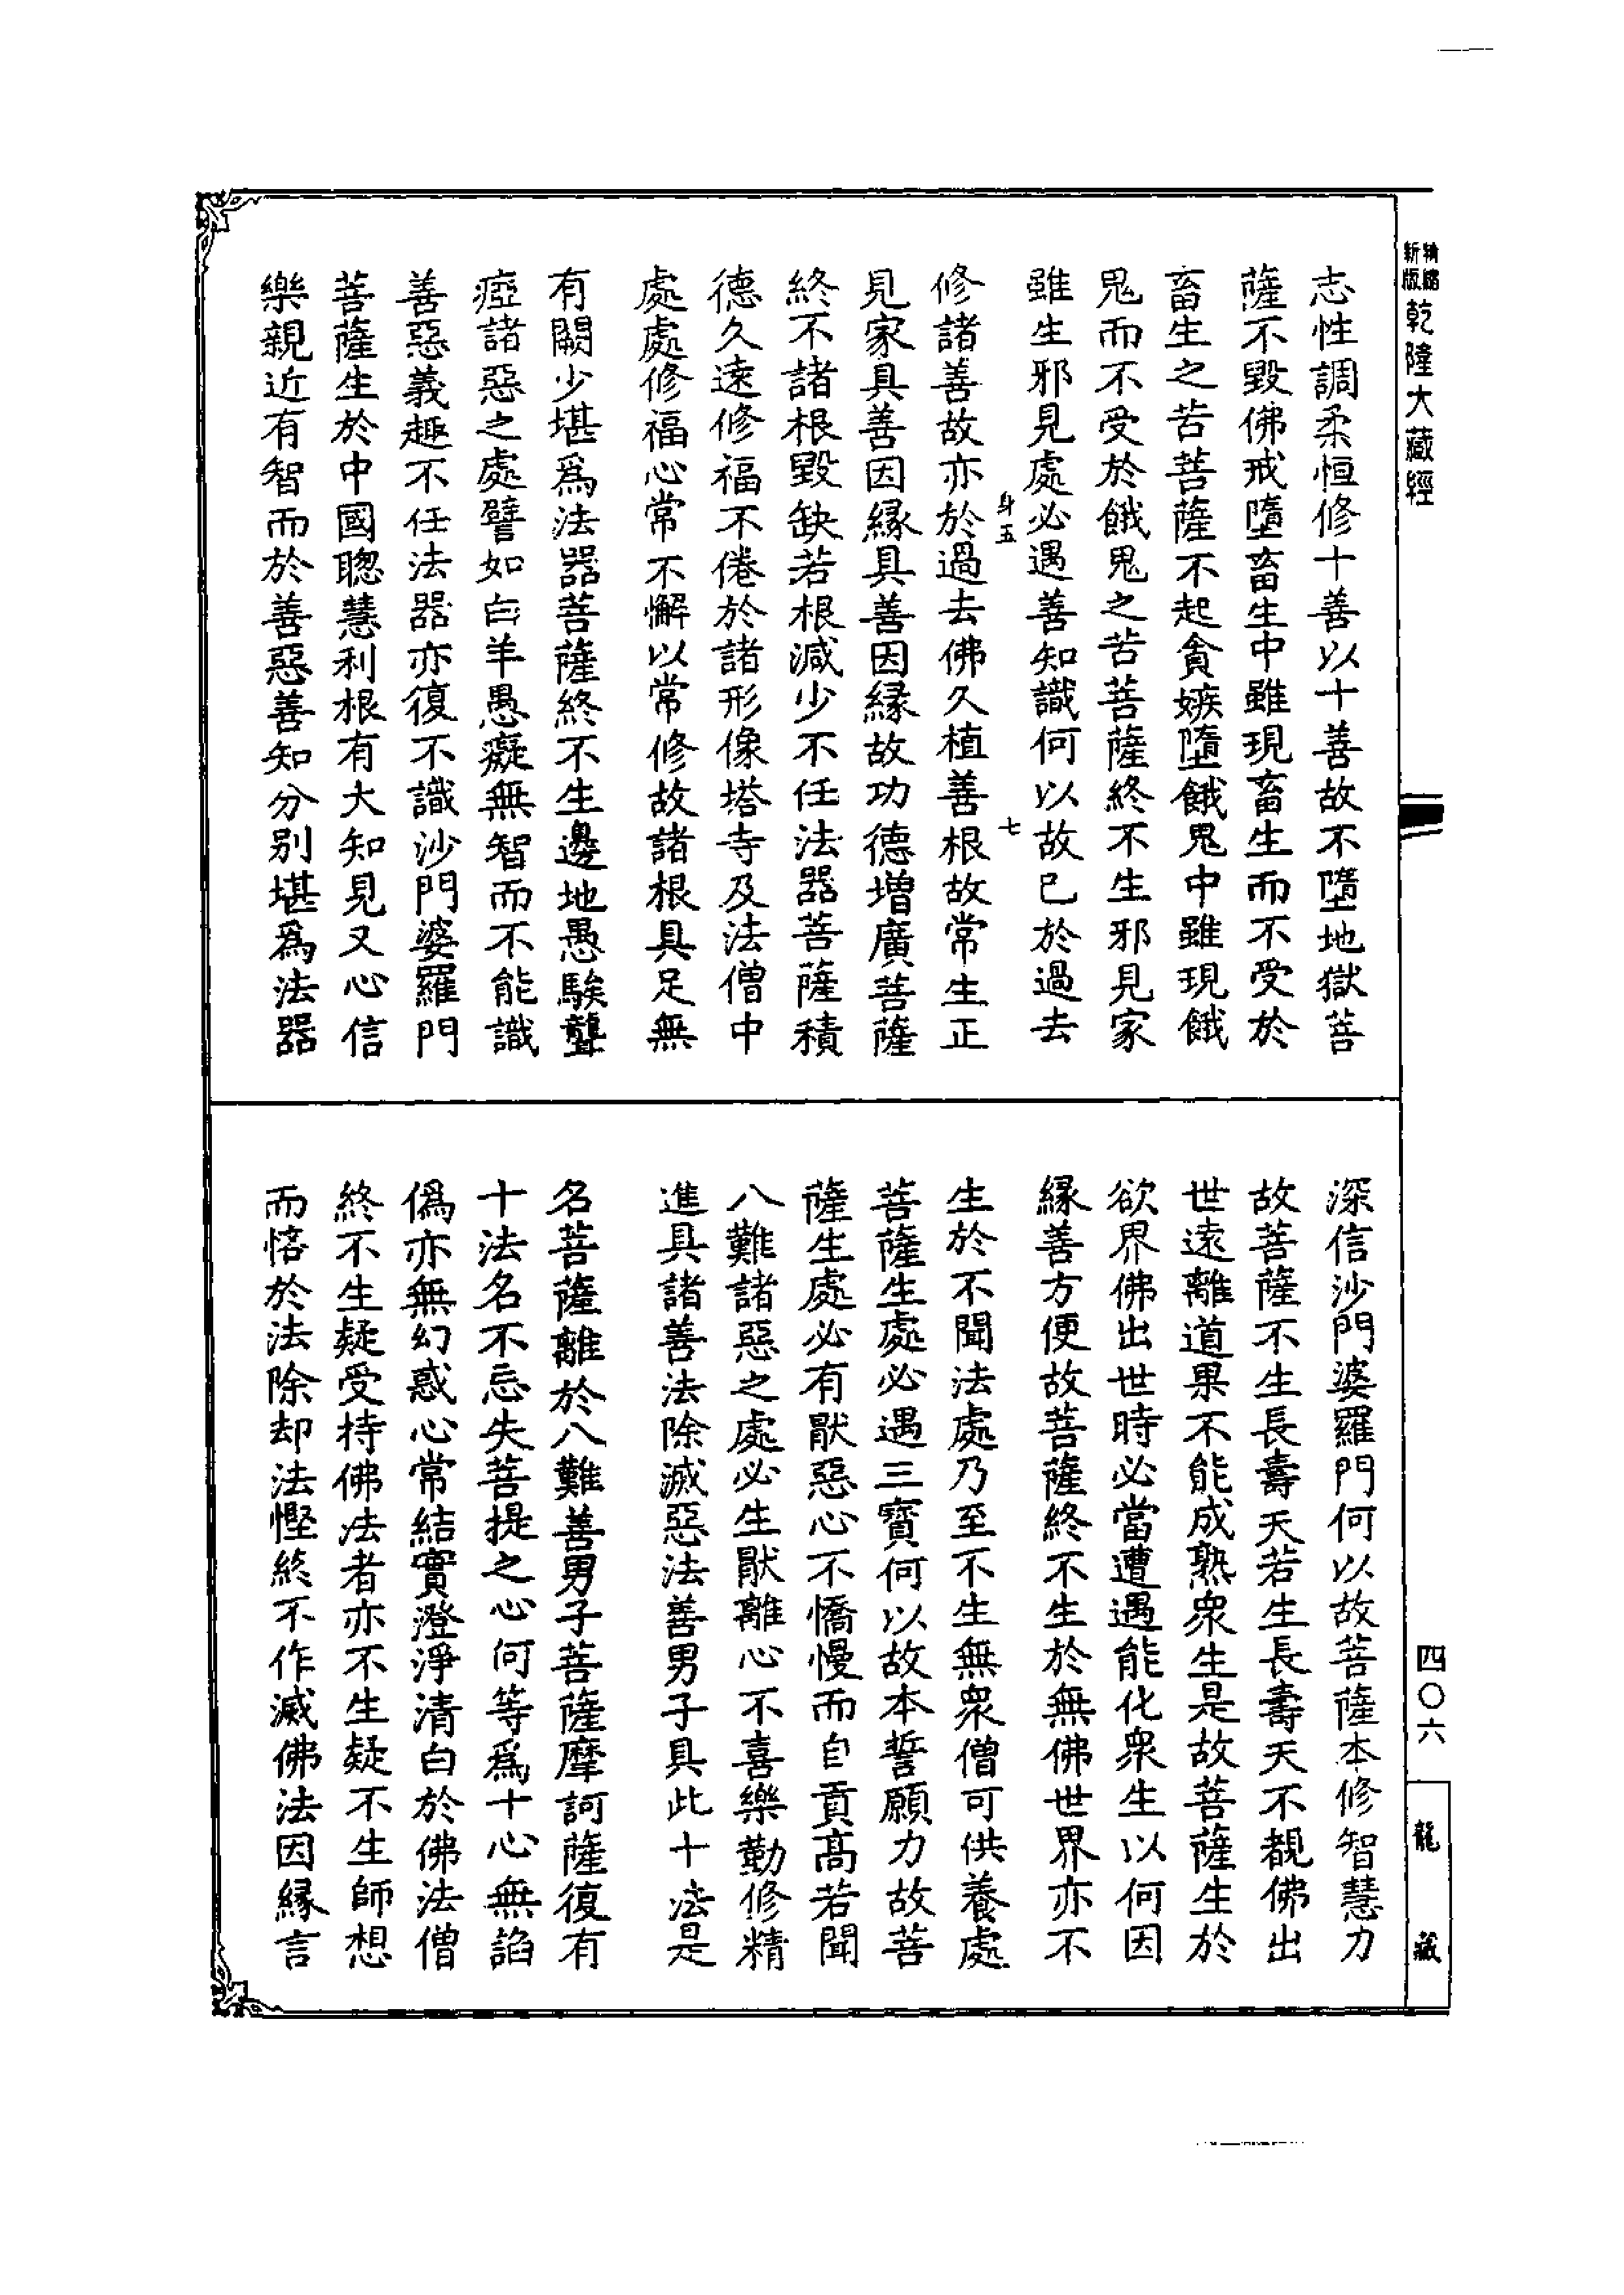 精縮
新版
乾隆大藏經
志性調柔恒修十善以十善故不墮地獄菩
薩不毀佛戒墮畜生中雖現畜生而不受於
畜生之苦菩薩不起貪嫉墮餓鬼中雖現餓
鬼而不受於餓鬼之苦菩薩終不生邪見家
雖生邪見處必遇善知識何以故已於過去
身五
七
修諸善故亦於過去佛久植善根故常生正
見家具善因緣具善因緣故功德增廣菩薩
終不諸根毀缺若根減少不任法器菩薩積
德久遠修福不倦於諸形像塔寺及法僧中
處處修福心常不懈以常修故諸根具足無
有闕少堪爲法器菩薩終不生邊地愚騃聾
瘂諸惡之處譬如白羊愚癡無智而不能識
善惡義趣不任法器亦復不識沙門婆羅門
菩薩生於中國聰慧利根有大知見又心信
樂親近有智而於善惡善知分別堪爲法器
深信沙門婆羅門何以故菩薩本修智慧力
故菩薩不生長壽天若生長壽天不覩佛出
世遠離道果不能成熟衆生是故菩薩生於
欲界佛出世時必當遭遇能化衆生以何因
緣善方便故菩薩終不生於無佛世界亦不
生於不聞法處乃至不生無衆僧可供養處
菩薩生處必遇三寶何以故本誓願力故菩
薩生處必有猒惡心不憍慢而自貢高若聞
八難諸惡之處必生猒離心不喜樂勤修精
進具諸善法除滅惡法善男子具此十法是
名菩薩離於八難善男子菩薩摩訶薩復有
十法名不忘失菩提之心何等爲十心無諂
僞亦無幻惑心常結實澄淨清白於佛法僧
終不生疑受持佛法者亦不生疑不生師想
而悋於法除却法慳終不作滅佛法因緣言
四〇六
龍藏